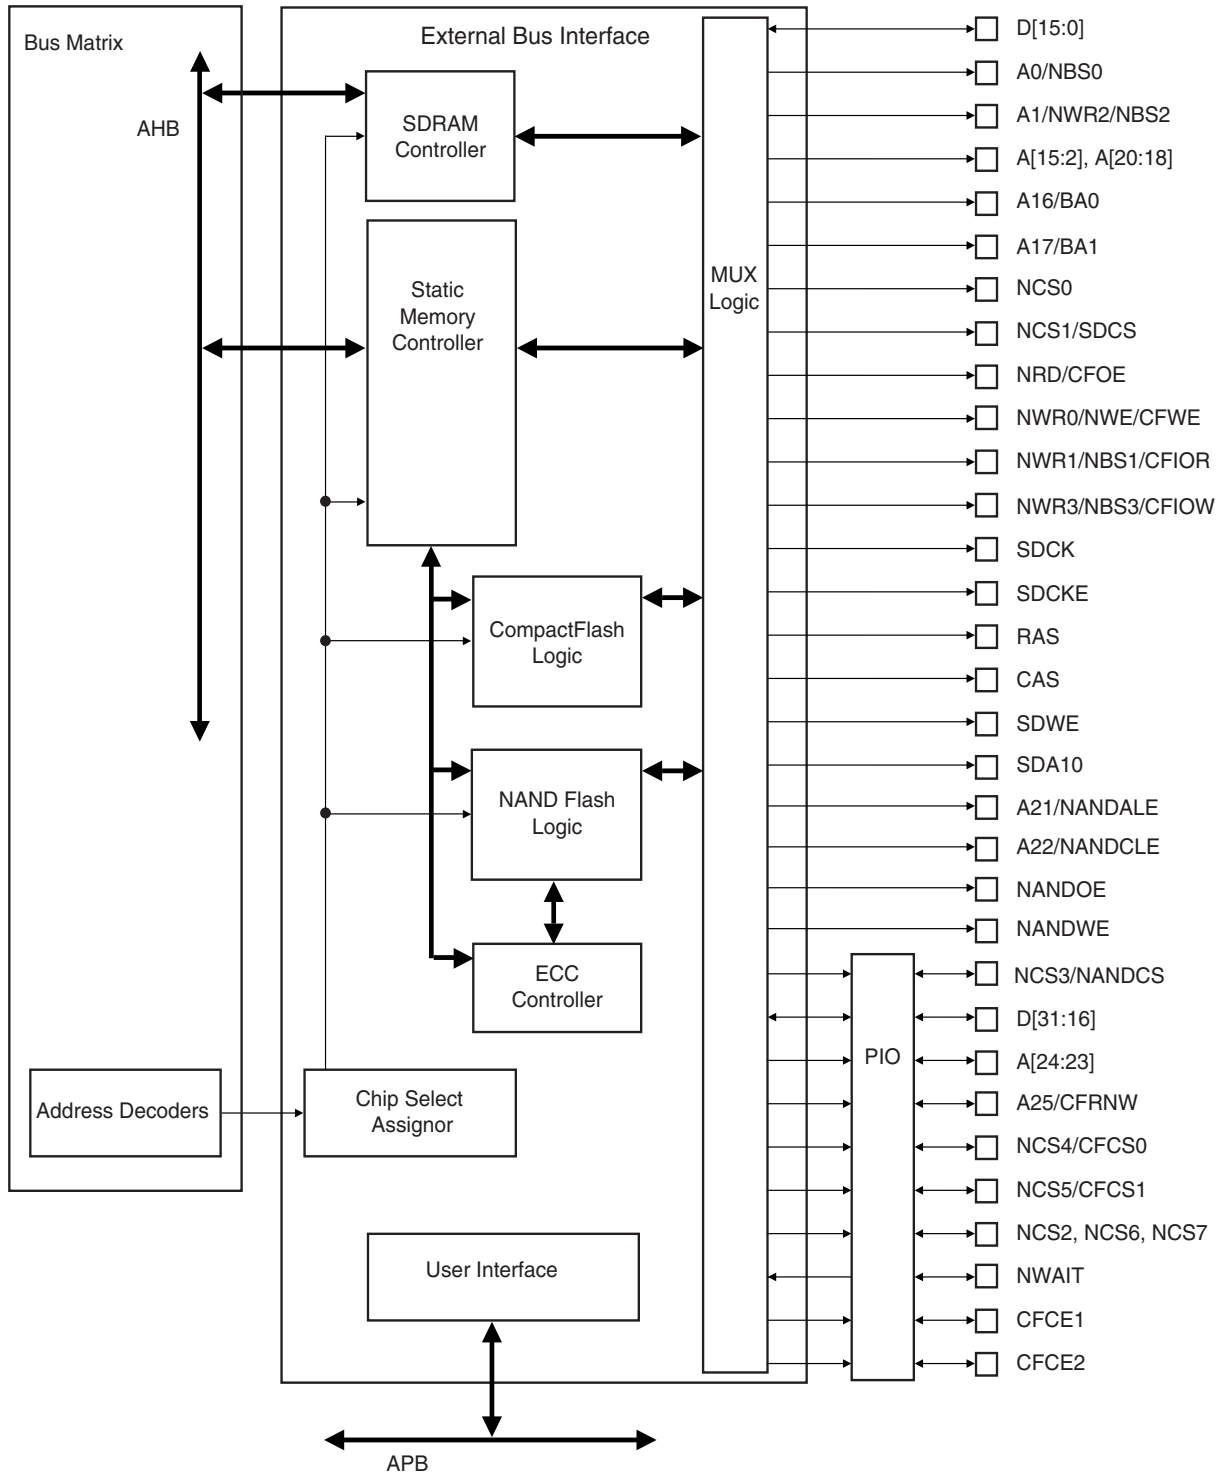 Bus Matrix
AHB
Address Decoders
External Bus Interface
SDRAM
Controller
Static
Memory
Controller
CompactFlash
Logic
NAND Flash
Logic
ECC
Controller
Chip Select
Assignor
User Interface
APB
MUX
Logic
PIO
D[15:0]
A0/NBS0
A1/NWR2/NBS2
A[15:2], A[20:18]
A16/BA0
A17/BA1
NCS0
NCS1/SDCS
NRD/CFOE
NWR0/NWE/CFWE
NWR1/NBS1/CFIOR
NWR3/NBS3/CFIOW
SDCK
SDCKE
RAS
CAS
SDWE
SDA10
A21/NANDALE
A22/NANDCLE
NANDOE
NANDWE
NCS3/NANDCS
D[31:16]
A[24:23]
A25/CFRNW
NCS4/CFCS0
NCS5/CFCS1
NCS2, NCS6, NCS7
NWAIT
CFCE1
CFCE2